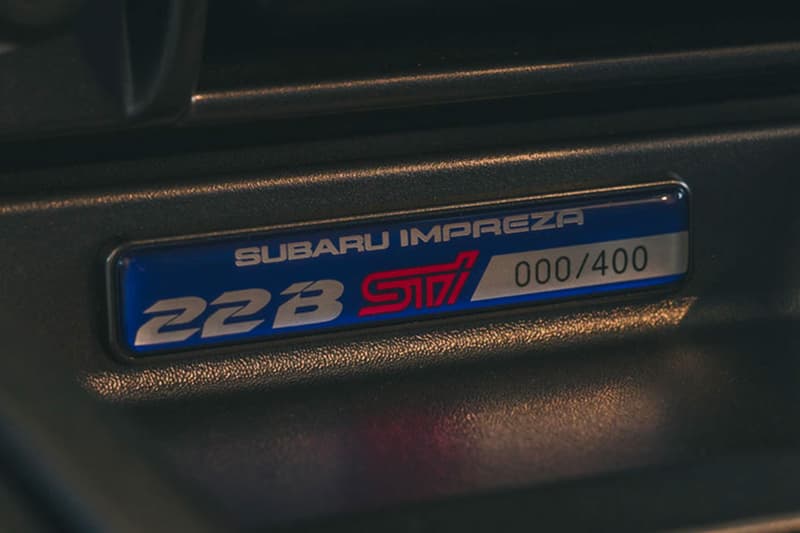 SUBARU IMPREZA
22B STi 000/400